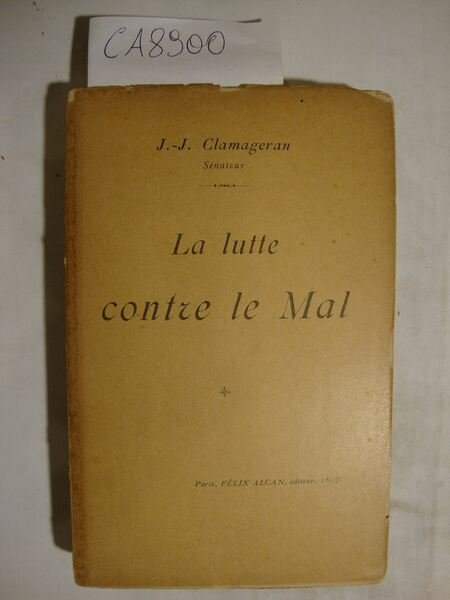 CA8900
J.-J. Clamageran
Sénateur
La lutte
contre le Mal
Paris, FÉLIX ALCAN, éditeur, 1897.